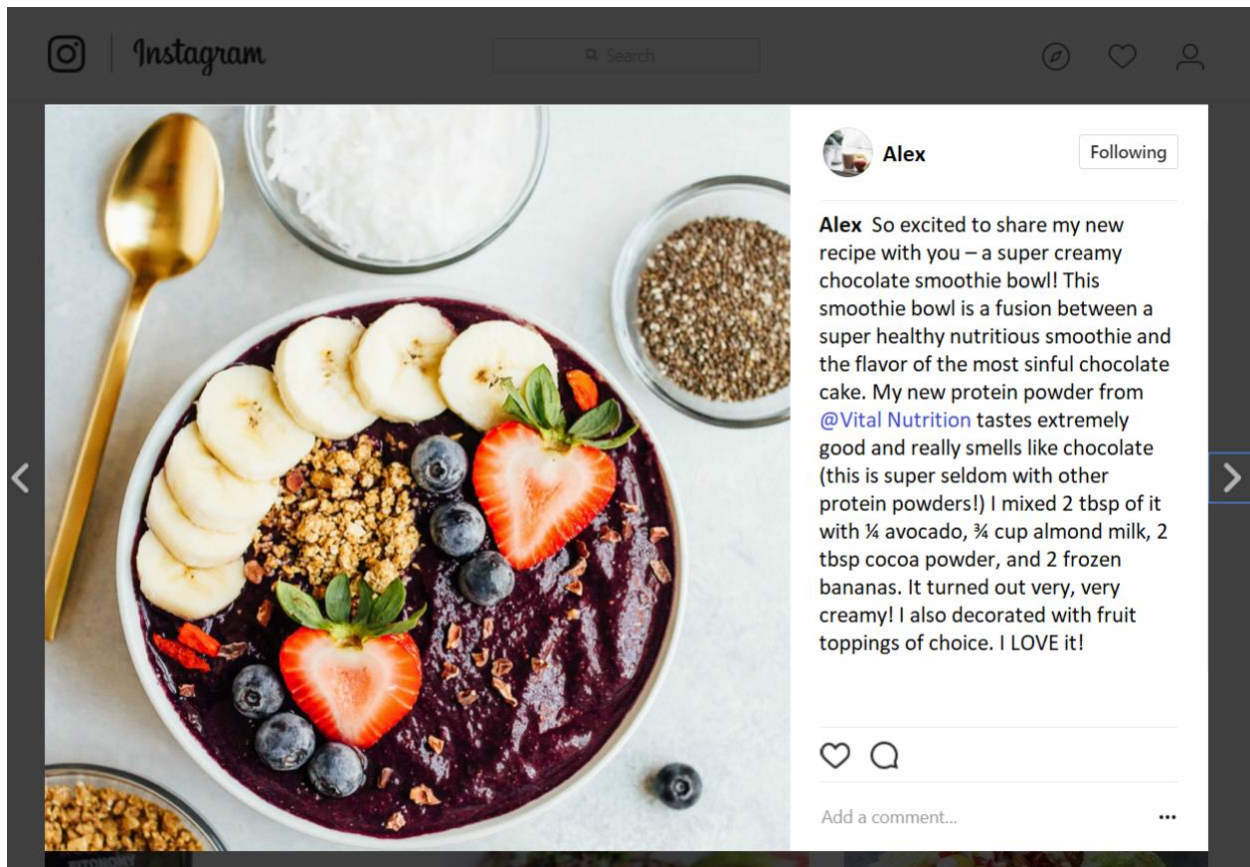 Instagram
Search
Alex
Following
Alex So excited to share my new
recipe with you – a super creamy
chocolate smoothie bowl! This
smoothie bowl is a fusion between a
super healthy nutritious smoothie and
the flavor of the most sinful chocolate
cake. My new protein powder from
@Vital Nutrition tastes extremely
good and really smells like chocolate
(this is super seldom with other
protein powders!) I mixed 2 tbsp of it
with ¼ avocado, ¾ cup almond milk, 2
tbsp cocoa powder, and 2 frozen
bananas. It turned out very, very
creamy! I also decorated with fruit
toppings of choice. I LOVE it!
Add a comment...